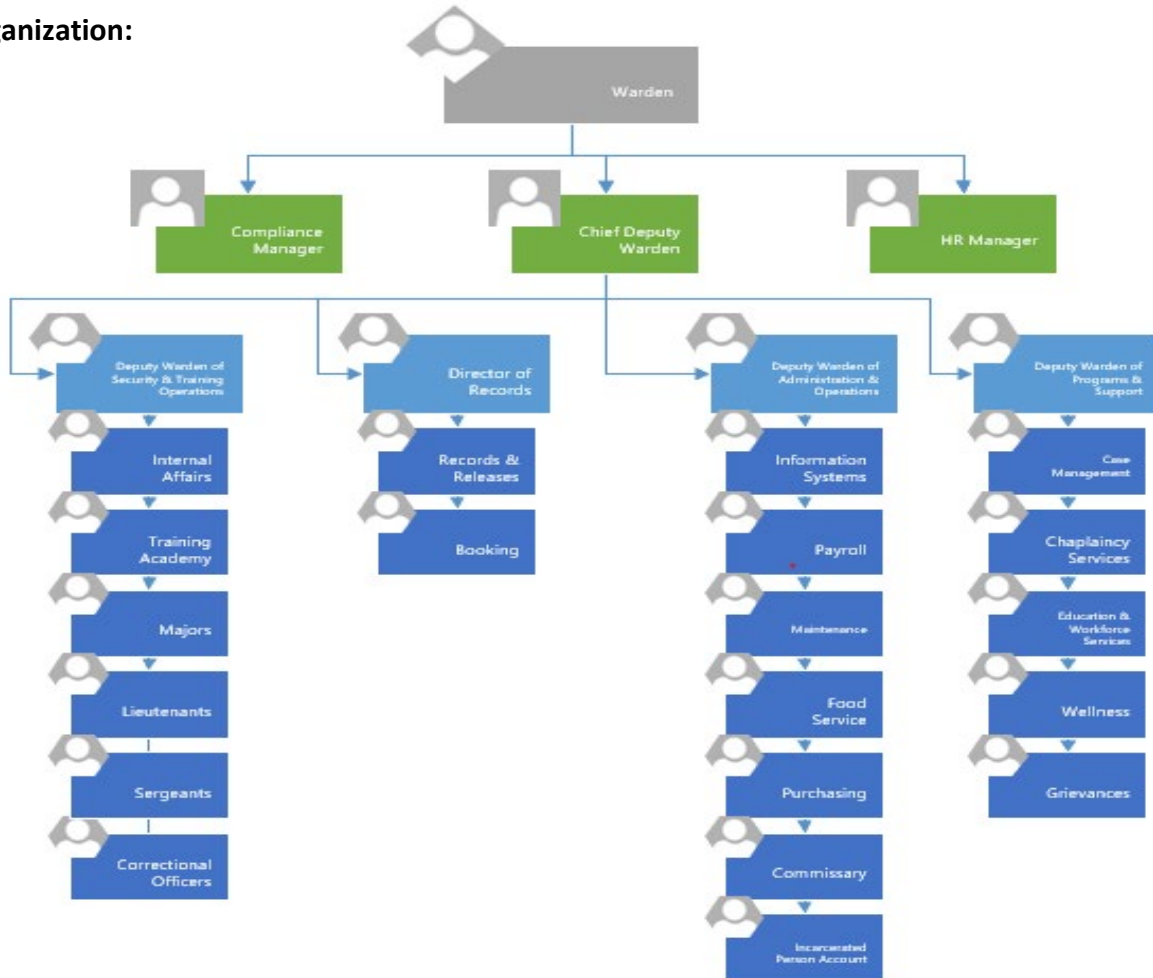 ganization:
Warden
Compliance
Manager
Chief Deputy
Warden
HR Manager
Deputy Warden of
Security & Training
Operations
Director of
Records
Deputy Warden of
Administration &
Operations
Deputy Warden of
Programs &
Support
Internal
Affairs
Training
Academy
Majors
Lieutenants
Sergeants
Correctional
Officers
Records &
Releases
Booking
Information
Systems
Payroll
Maintenance
Food
Service
Purchasing
Commissary
Incarcerated
Person Account
Case
Management
Chaplaincy
Services
Education &
Workforce
Services
Wellness
Grievances